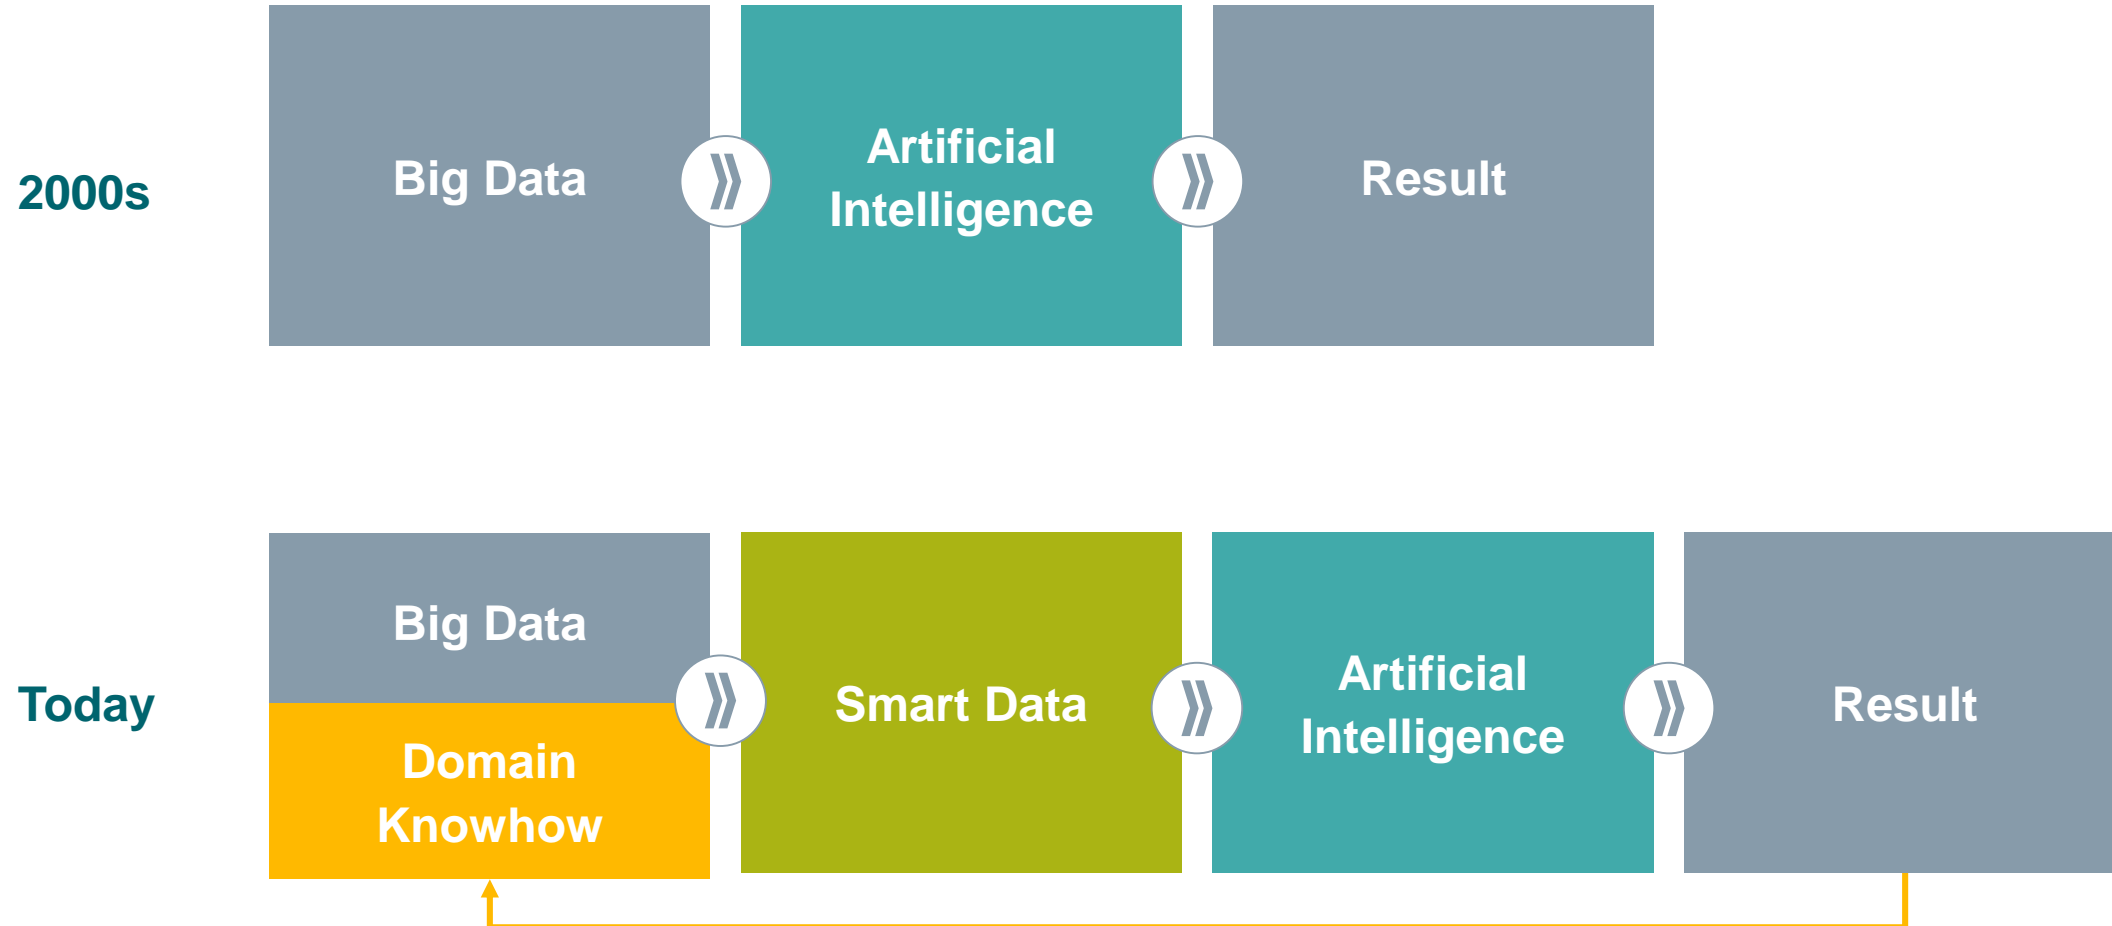 2000s
Big Data
Artificial
Intelligence
Result
Today
Big Data
Domain
Knowhow
Smart Data
Artificial
Intelligence
Result